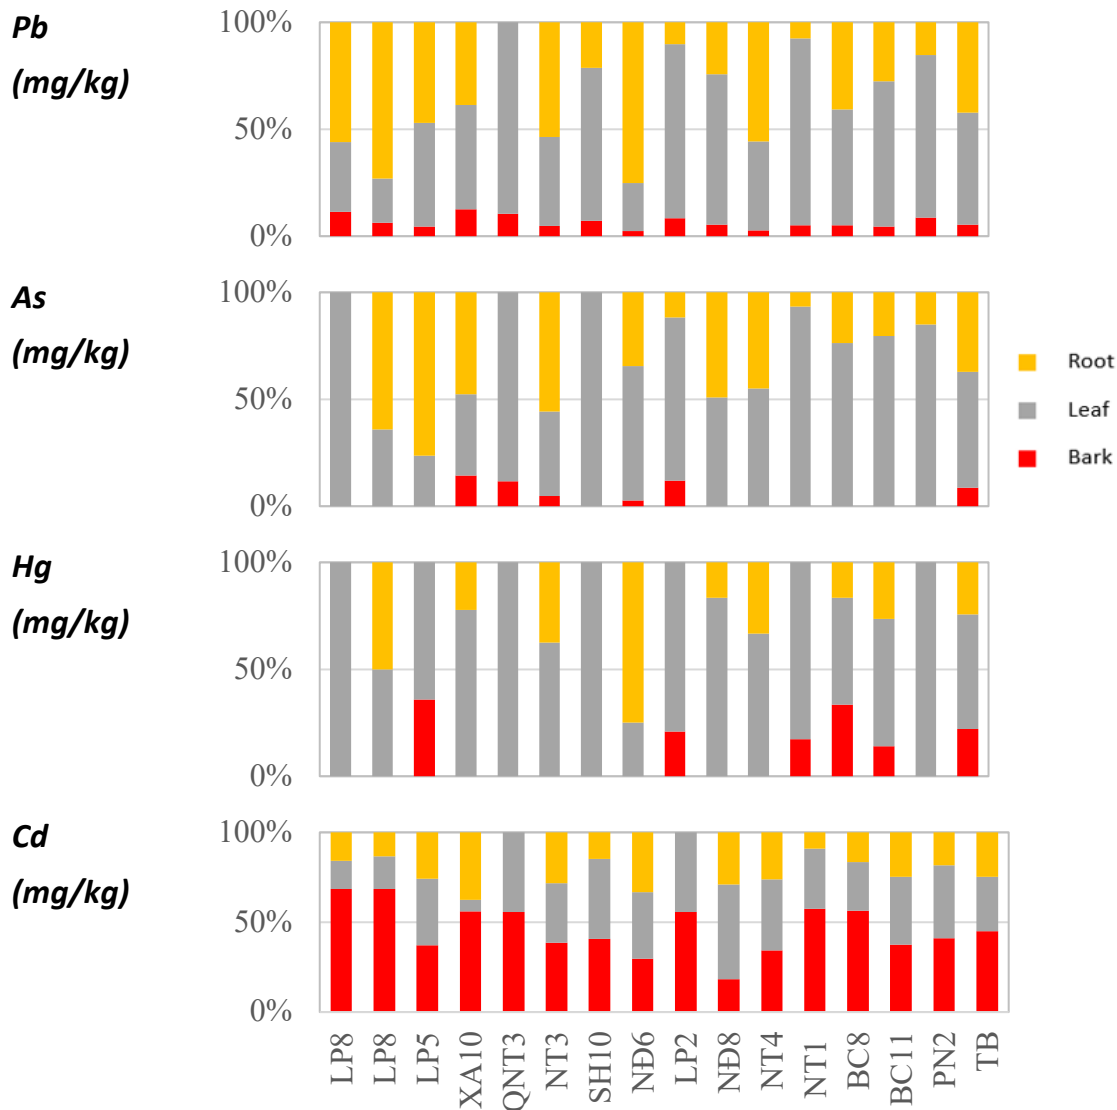 Pb
(mg/kg)
100%
50%
0%
As
(mg/kg)
100%
50%
0%
Root
Leaf
Bark
Hg
(mg/kg)
100%
50%
0%
Cd
(mg/kg)
100%
50%
0%
LP8
LP8
LP5
XA10
QNT3
NT3
SH10
NĐ6
LP2
NĐ8
NT4
NT1
BC8
BC11
PN2
TB